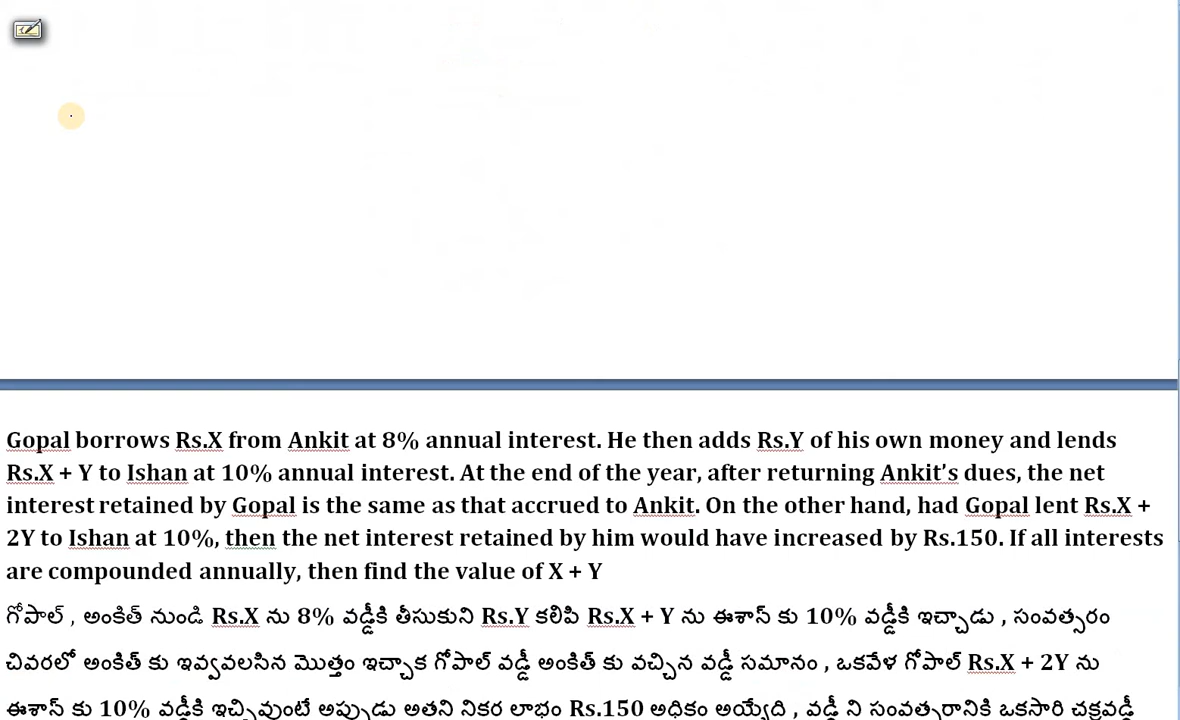 Gopal borrows Rs.X from Ankit at 8% annual interest. He then adds Rs.Y of his own money and lends
Rs.X + Y to Ishan at 10% annual interest. At the end of the year, after returning Ankit’s dues, the net
interest retained by Gopal is the same as that accrued to Ankit. On the other hand, had Gopal lent Rs.X +
2Y to Ishan at 10%, then the net interest retained by him would have increased by Rs.150. If all interests
are compounded annually, then find the value of X + Y
గోపాల్ , అంకిత్ నుండి Rs.X ను 8% వడ్డీకి తీసుకుని Rs.Y కలిపి Rs.X + Y ను ఈశాస్ కు 10% వడ్డీకి ఇచ్చాడు , సంవత్సరం
చివరలో అంకిత్ కు ఇవ్వవలసిన మొత్తం ఇచ్చాక గోపాల్ వడ్డీ అంకిత్ కు వచ్చిన వడ్డీ సమానం , ఒకవేళ గోపాల్ Rs.X + 2Y ను
ఈశాస్ కు 10% వడ్డీకి ఇచ్చివుంటే అప్పుడు అతని నికర లాభం Rs.150 అధికం అయ్యేది , వడ్డీ ని సంవత్సరానికి ఒకసారి చక్రవడ్డీ